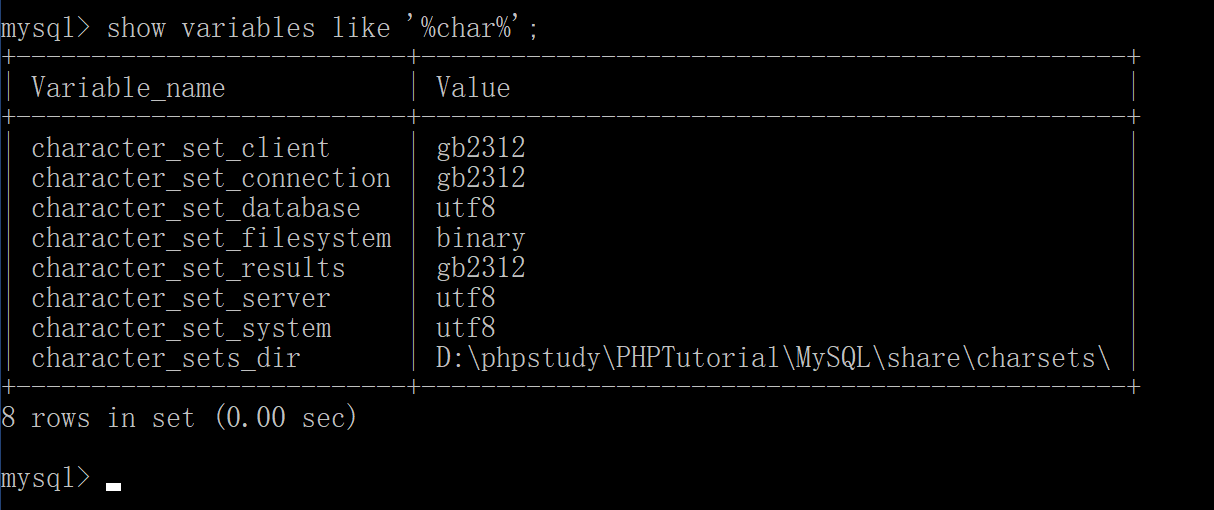 mysql> show variables like '%char%';
+--------------------------+-----------------------------------------------+
| Variable_name            | Value                                         |
+--------------------------+-----------------------------------------------+
| character_set_client     | gb2312                                        |
| character_set_connection | gb2312                                        |
| character_set_database   | utf8                                          |
| character_set_filesystem | binary                                        |
| character_set_results    | gb2312                                        |
| character_set_server     | utf8                                          |
| character_set_system     | utf8                                          |
| character_sets_dir       | D:\phpstudy\PHPTutorial\MySQL\share\charsets\ |
+--------------------------+-----------------------------------------------+
8 rows in set (0.00 sec)
mysql>